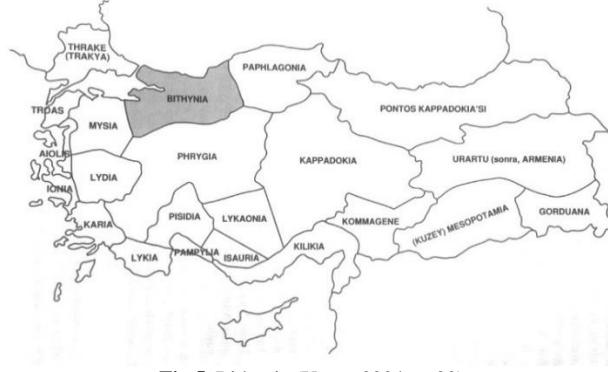 THRAKE
(TRAKYA)
PAPHLAGONIA
BITHYNIA
TROAS
PONTOS KAPPADOKIA'SI
MYSIA
AIOLIS
PHRYGIA
KAPPADOKIA
URARTU (sonra, ARMENIA)
LYDIA
IONIA
PISIDIA
LYKAONIA
KOMMAGENE
(KUZEY) MESOPOTAMIA
GORDUANA
KARIA
LYKIA
PAMPYLIA
ISAURIA
KILIKIA